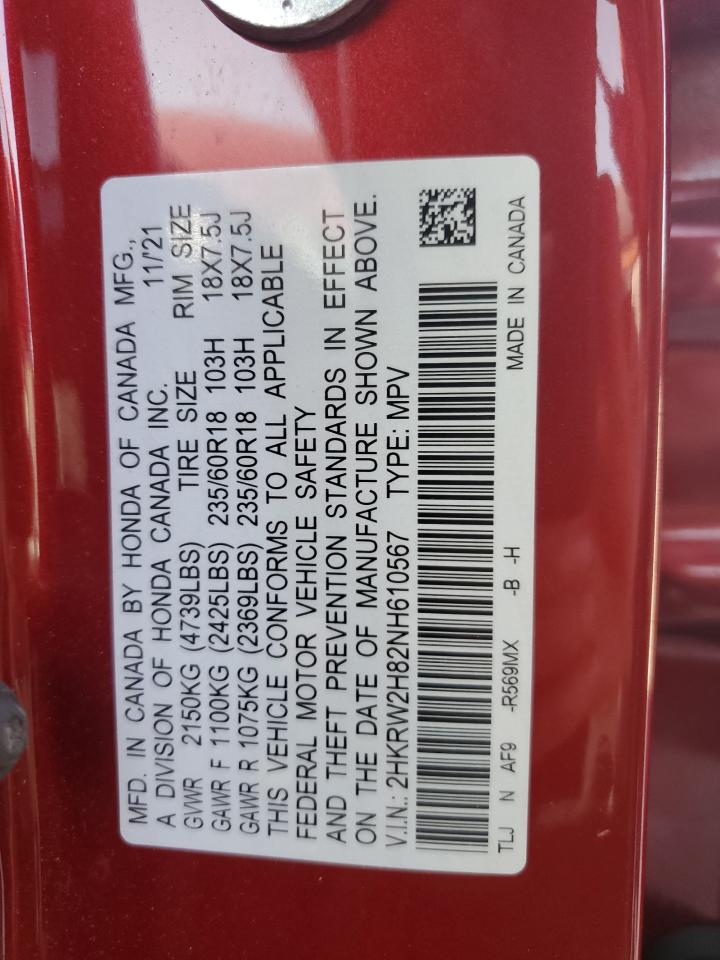 MFD. IN CANADA BY HONDA OF CANADA MFG.,
A DIVISION OF HONDA CANADA INC. 11/'21
GVWR 2150KG (4739LBS) TIRE SIZE RIM SIZE
GAWR F 1100KG (2425LBS) 235/60R18 103H 18X7.5J
GAWR R 1075KG (2369LBS) 235/60R18 103H 18X7.5J
THIS VEHICLE CONFORMS TO ALL APPLICABLE
FEDERAL MOTOR VEHICLE SAFETY
AND THEFT PREVENTION STANDARDS IN EFFECT
ON THE DATE OF MANUFACTURE SHOWN ABOVE.
V.I.N.: 2HKRW2H82NH610567 TYPE: MPV
TLJ N AF9 -R569MX -B -H MADE IN CANADA